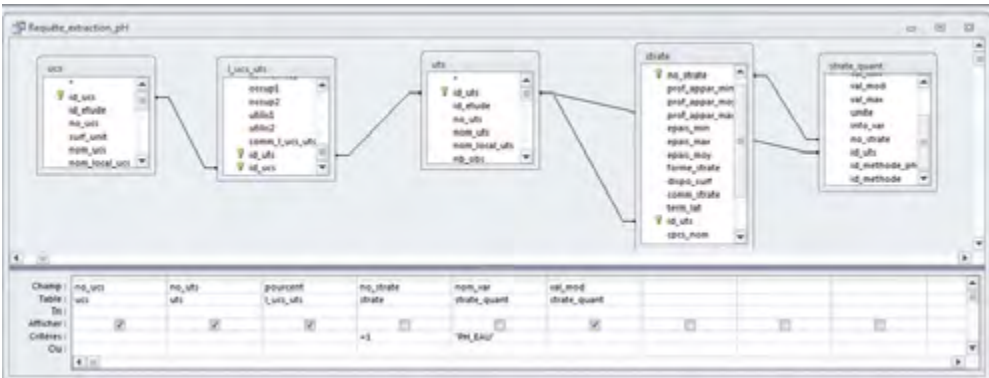 Requête_extraction_pH
ucs
*
id_ucs
id_etude
no_ucs
surf_unit
nom_ucs
nom_local_ucs
l_ucs_uts
occup1
occup2
utilis1
utilis2
comm_l_ucs_uts
id_uts
id_ucs
uts
*
id_uts
id_etude
no_uts
nom_uts
nom_local_uts
nb_obs
strate
no_strate
prof_appar_min
prof_appar_moy
prof_appar_max
epais_min
epais_max
epais_moy
forme_strate
dispo_surf
comm_strate
term_lat
id_uts
cpcs_nom
strate_quant
val_mod
val_max
unite
info_var
no_strate
id_uts
id_methode_ph
id_methode
Champ : no_ucs no_uts pourcent no_strate nom_var val_mod
Table : ucs uts l_ucs_uts strate strate_quant strate_quant
Tri :
Afficher :
Critères : =1 'PH_EAU'
Ou :